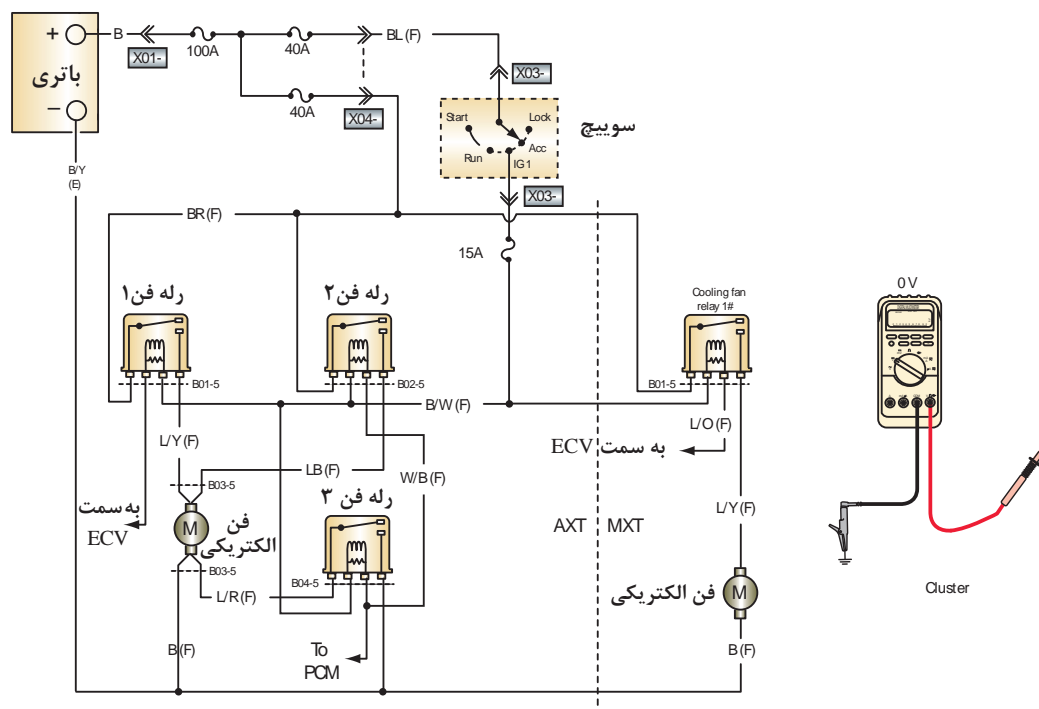 +
باتری
−
B
X01-
100A
40A
BL(F)
40A
X04-
X03-
سوییچ
Start
Lock
Run
IG1
Acc
X03-
B/Y
(E)
BR(F)
15A
رله فن۱
رله فن۲
Cooling fan
relay 1#
0V
B01-5
B02-5
B01-5
B/W(F)
L/Y(F)
L/O(F)
به سمت ECV
LB(F)
W/B(F)
B03-5
رله فن ۳
به سمت
ECV
M
فن
الکتریکی
L/Y(F)
AXT
MXT
B03-5
B04-5
L/R(F)
فن الکتریکی
M
Cluster
B(F)
To
PCM
B(F)